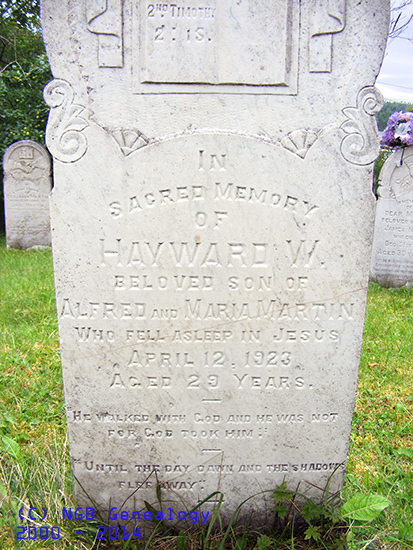 2ND TIMOTHY
2:15.
IN
SACRED MEMORY
OF
HAYWARD W.
BELOVED SON OF
ALFRED AND MARIA MARTIN
WHO FELL ASLEEP IN JESUS
APRIL 12, 1923
AGED 29 YEARS.
"HE WALKED WITH GOD AND HE WAS NOT
FOR GOD TOOK HIM."
"UNTIL THE DAY DAWN AND THE SHADOWS
FLEE AWAY"
(C) NGB Genealogy
2000 - 2014